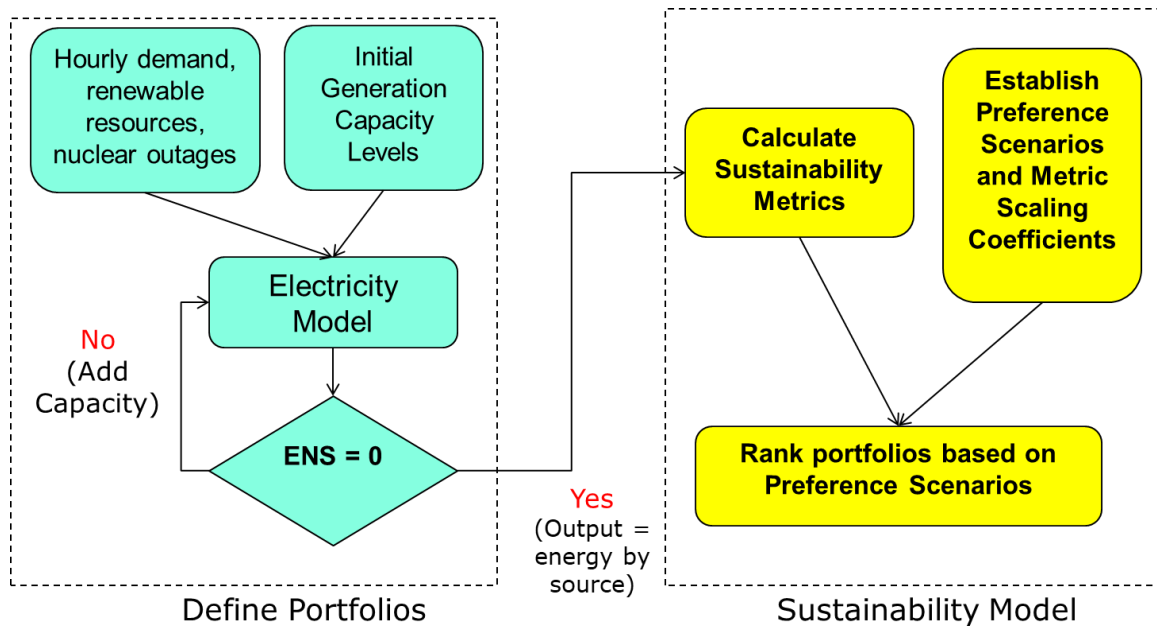 Hourly demand,
renewable
resources,
nuclear outages
Initial
Generation
Capacity
Levels
Electricity
Model
No
(Add
Capacity)
ENS = 0
Yes
(Output =
energy by
source)
Define Portfolios
Calculate
Sustainability
Metrics
Establish
Preference
Scenarios
and Metric
Scaling
Coefficients
Rank portfolios based on
Preference Scenarios
Sustainability Model